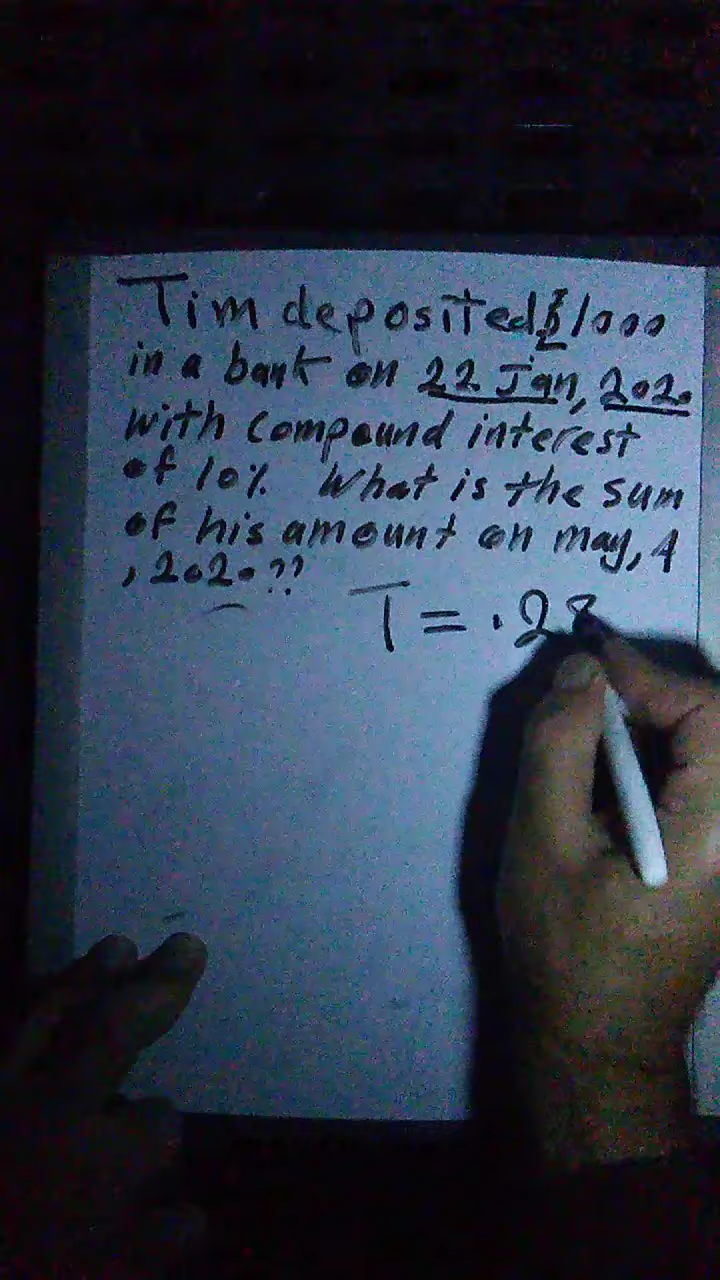 Tim deposited $1000
in a bank on 22 Jan, 2020
with compound interest
of 10% What is the sum
of his amount on may, 4
, 2020??
T = .28